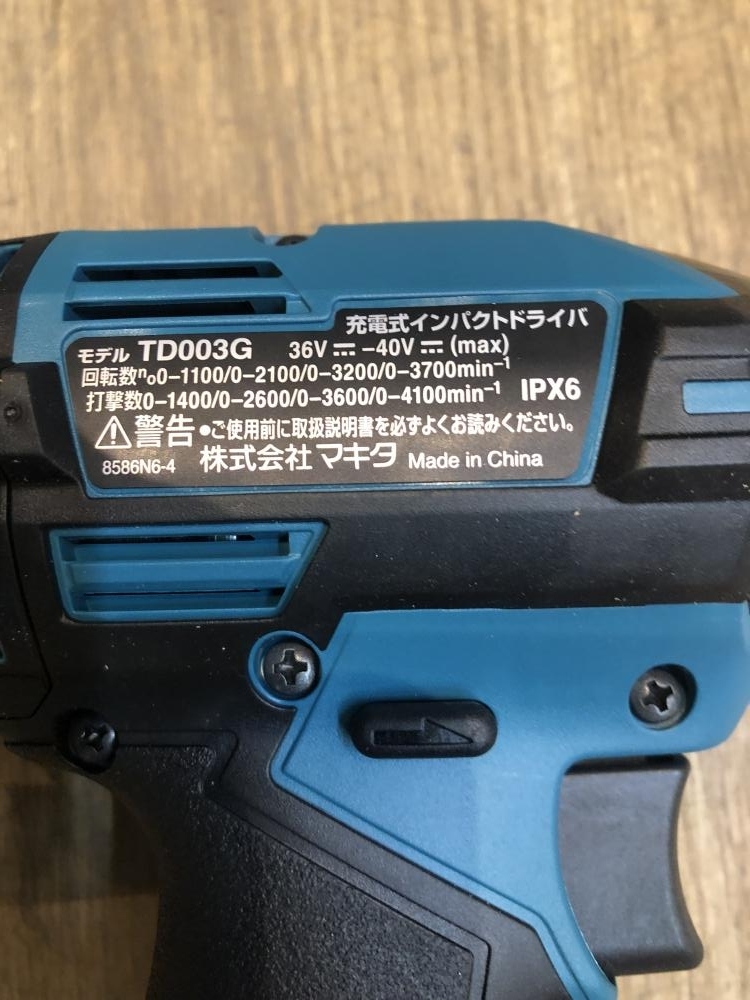 充電式インパクトドライバ
モデル TD003G 36V⎓-40V⎓(max)
回転数n₀0-1100/0-2100/0-3200/0-3700min⁻¹
打撃数0-1400/0-2600/0-3600/0-4100min⁻¹ IPX6
⚠警告 ●ご使用前に取扱説明書を必ずよくお読みください。
8586N6-4 株式会社 マキタ Made in China